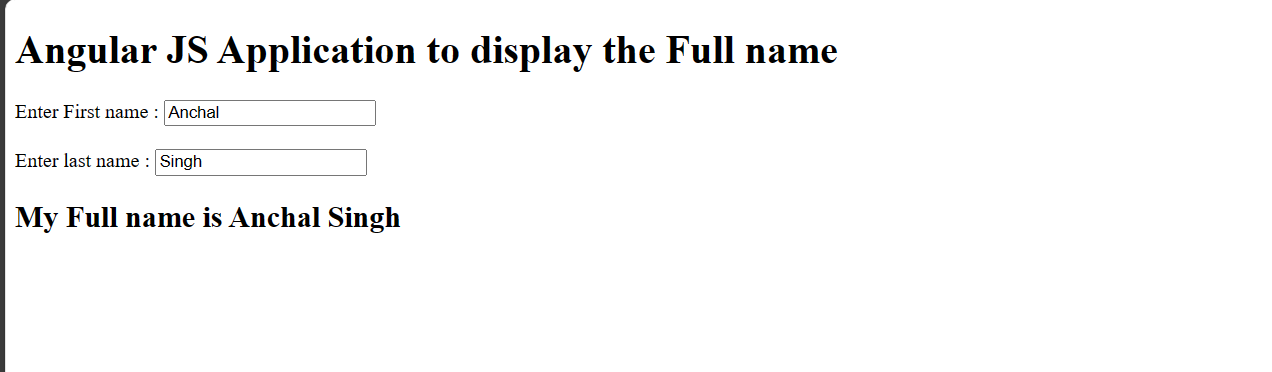 Angular JS Application to display the Full name
Enter First name : Anchal
Enter last name : Singh
My Full name is Anchal Singh